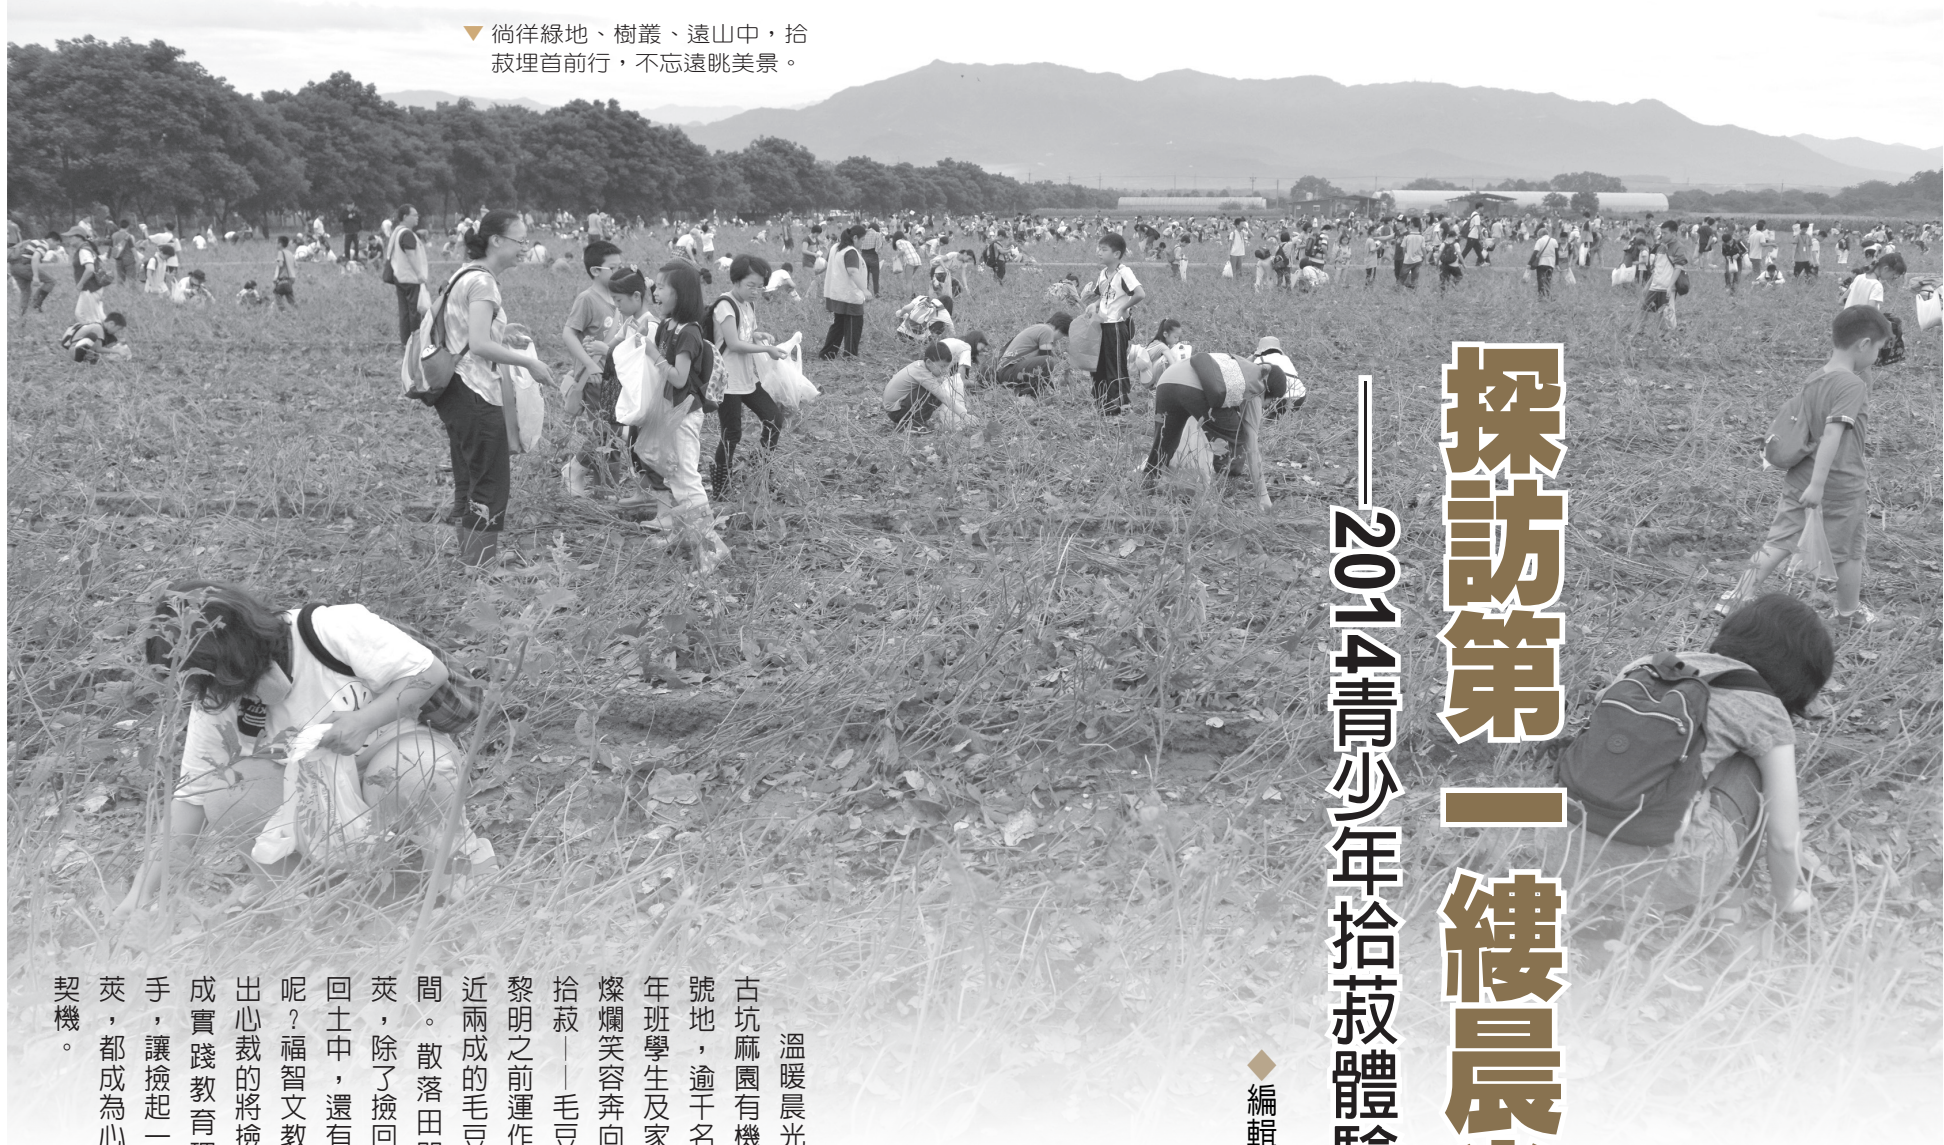 徜徉綠地、樹叢、遠山中，拾
菽埋首前行，不忘遠眺美景。
探訪第一縷晨
——2014青少年拾菽體驗
◆編輯
溫暖晨光
古坑麻園有機
號地，逾千名
年班學生及家
燦爛笑容奔向
拾菽——毛豆
黎明之前運作
近兩成的毛豆
間。散落田間
莢，除了撿回
回土中，還有
呢？福智文教
出心裁的將撿
成實踐教育理
手，讓撿起一
莢，都成為心
契機。